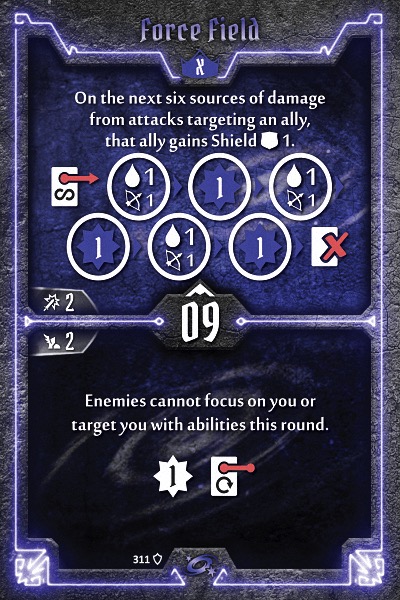 Force Field
א
On the next six sources of damage
from attacks targeting an ally,
that ally gains Shield 1.
1 1 1 1 1
1 1 1 1
2
09
2
Enemies cannot focus on you or
target you with abilities this round.
1
311